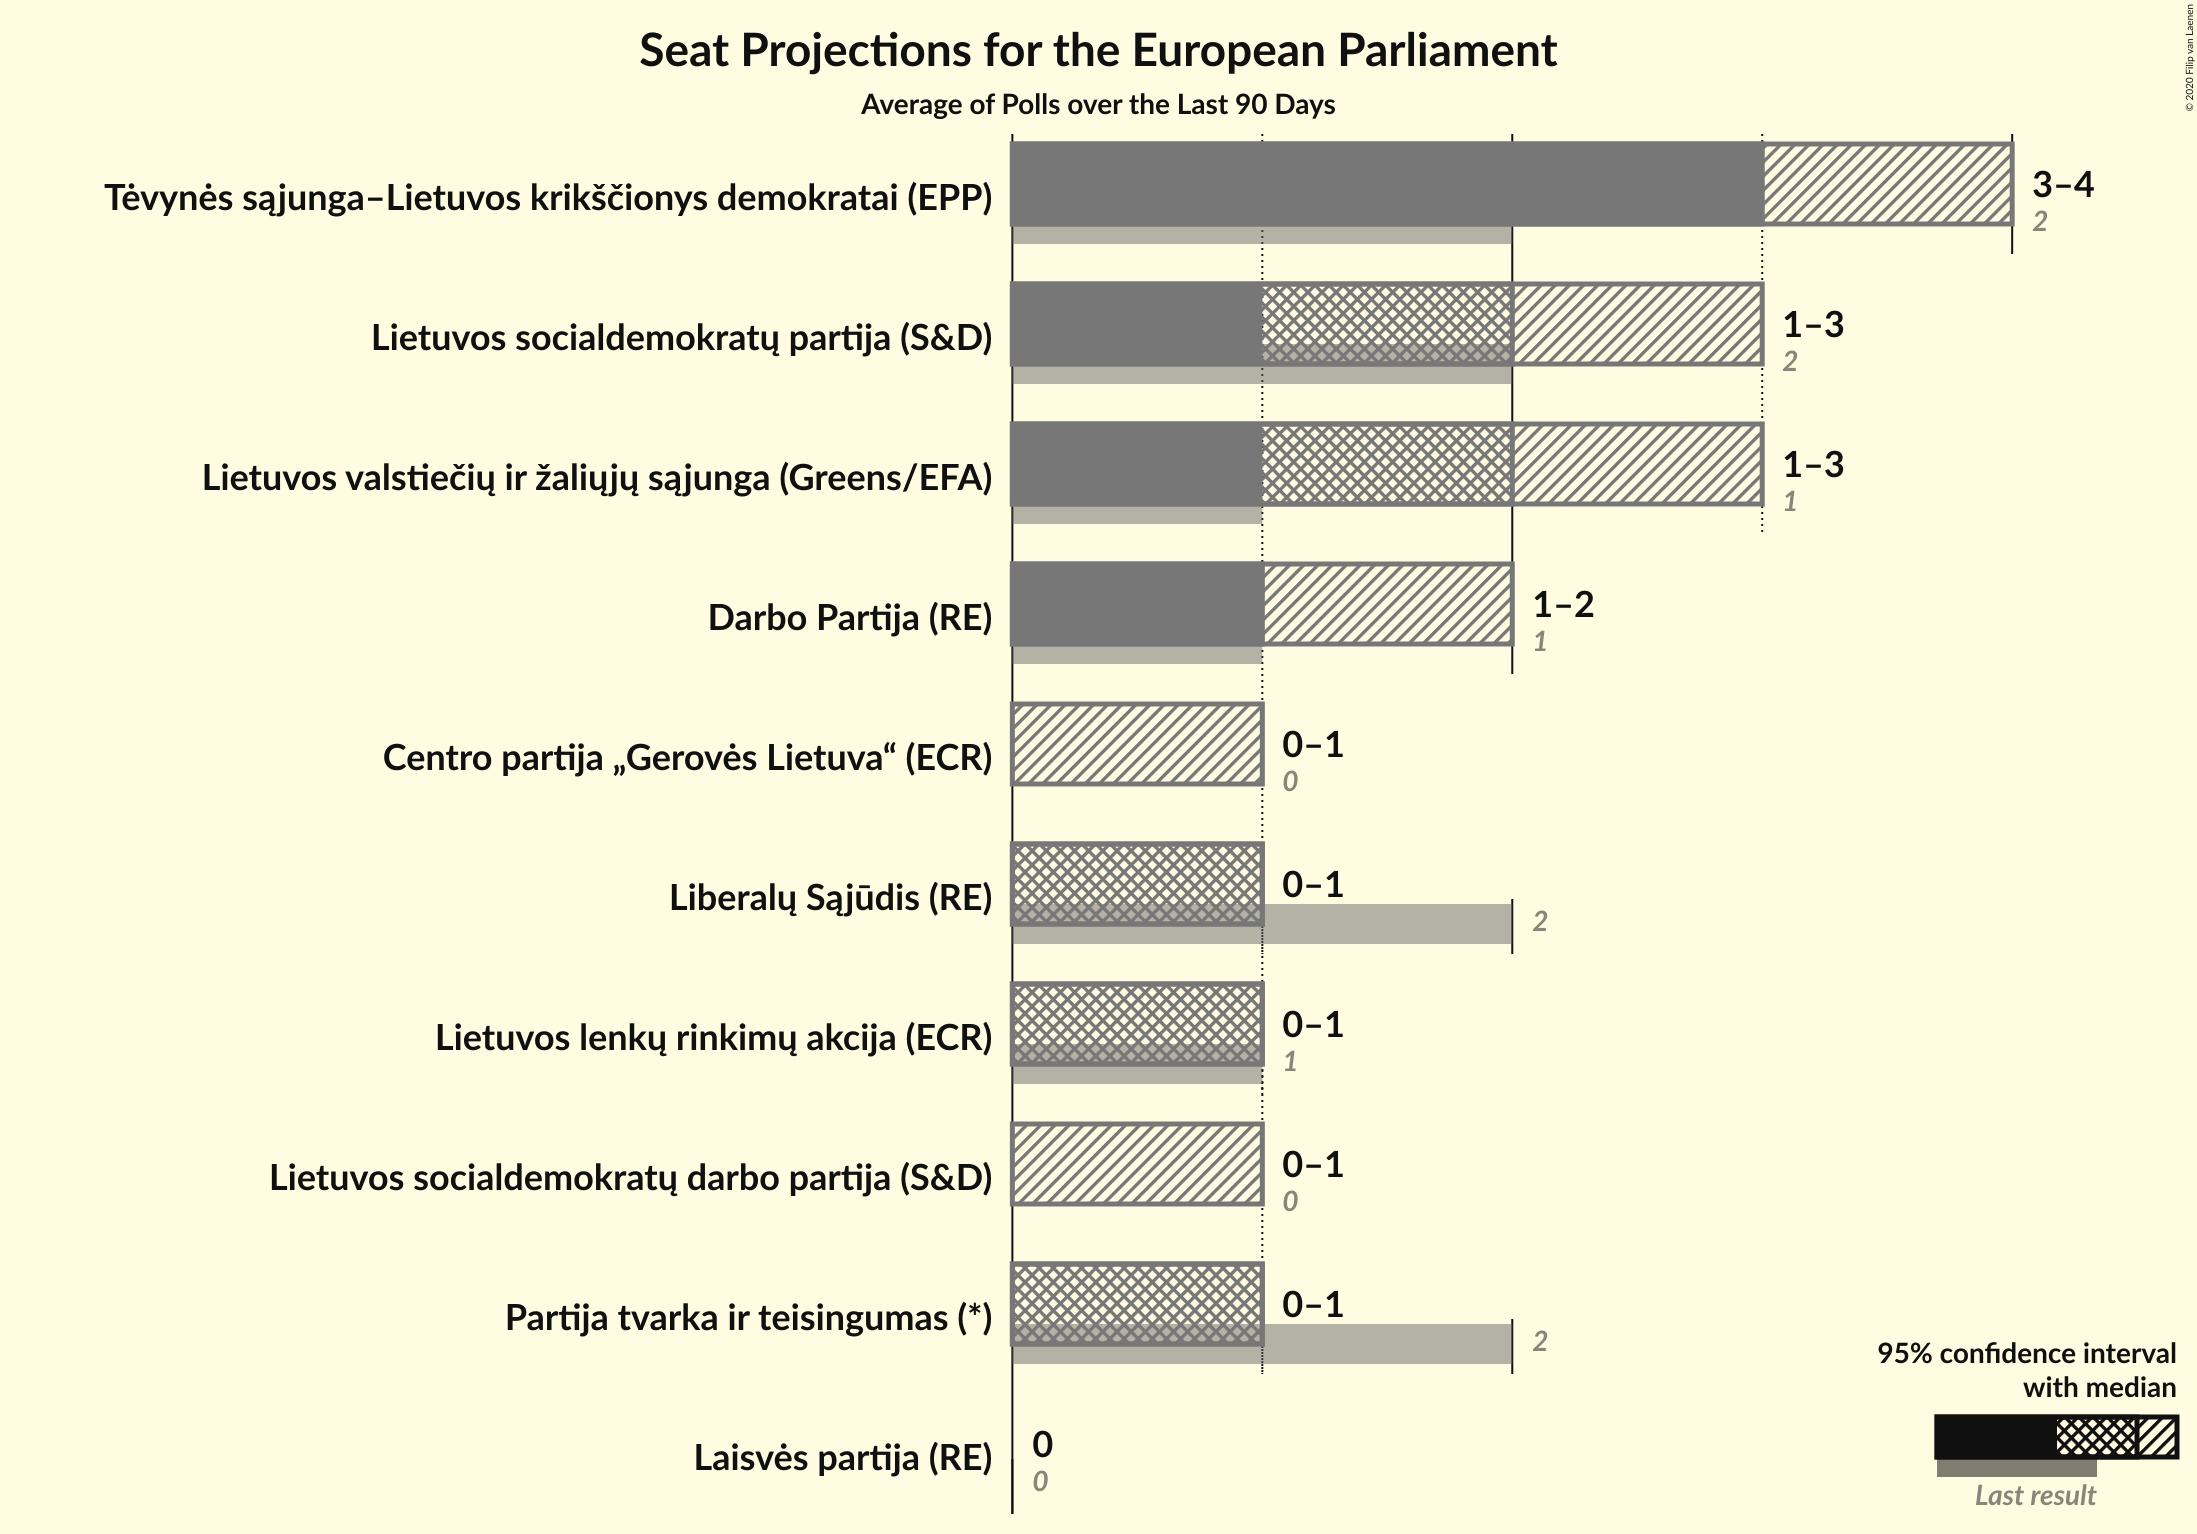 Seat Projections for the European Parliament
Average of Polls over the Last 90 Days
© 2020 Filip van Laenen
Tėvynės sąjunga–Lietuvos krikščionys demokratai (EPP)
3–4
2
Lietuvos socialdemokratų partija (S&D)
1–3
2
Lietuvos valstiečių ir žaliųjų sąjunga (Greens/EFA)
1–3
1
Darbo Partija (RE)
1–2
1
Centro partija „Gerovės Lietuva“ (ECR)
0–1
0
Liberalų Sąjūdis (RE)
0–1
2
Lietuvos lenkų rinkimų akcija (ECR)
0–1
1
Lietuvos socialdemokratų darbo partija (S&D)
0–1
0
Partija tvarka ir teisingumas (*)
0–1
2
Laisvės partija (RE)
0
0
95% confidence interval
with median
Last result